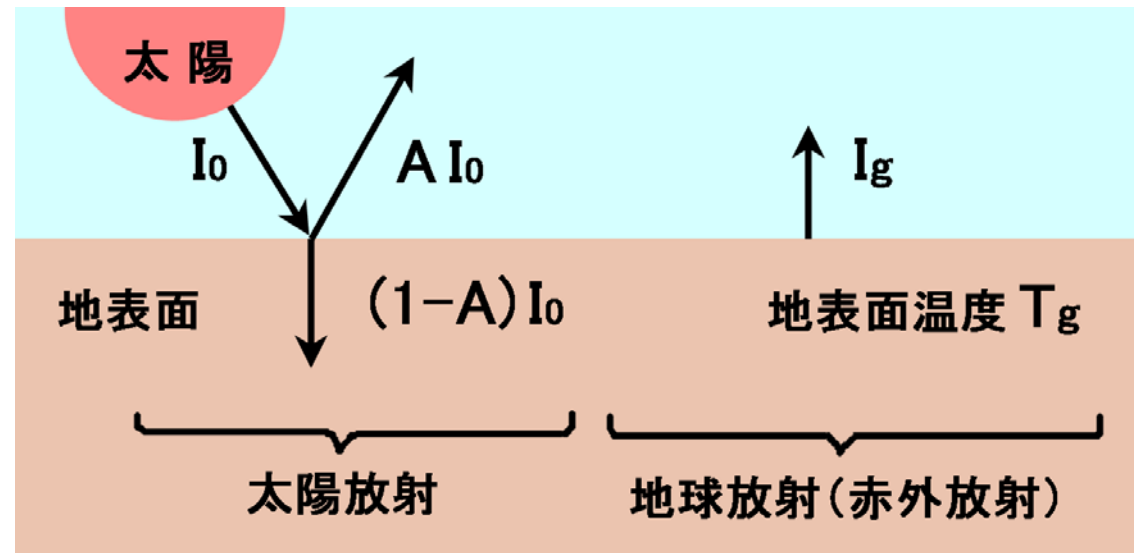 太 陽
I₀
A I₀
Ig
地表面
(1-A) I₀
地表面温度 Tg
太陽放射
地球放射(赤外放射)